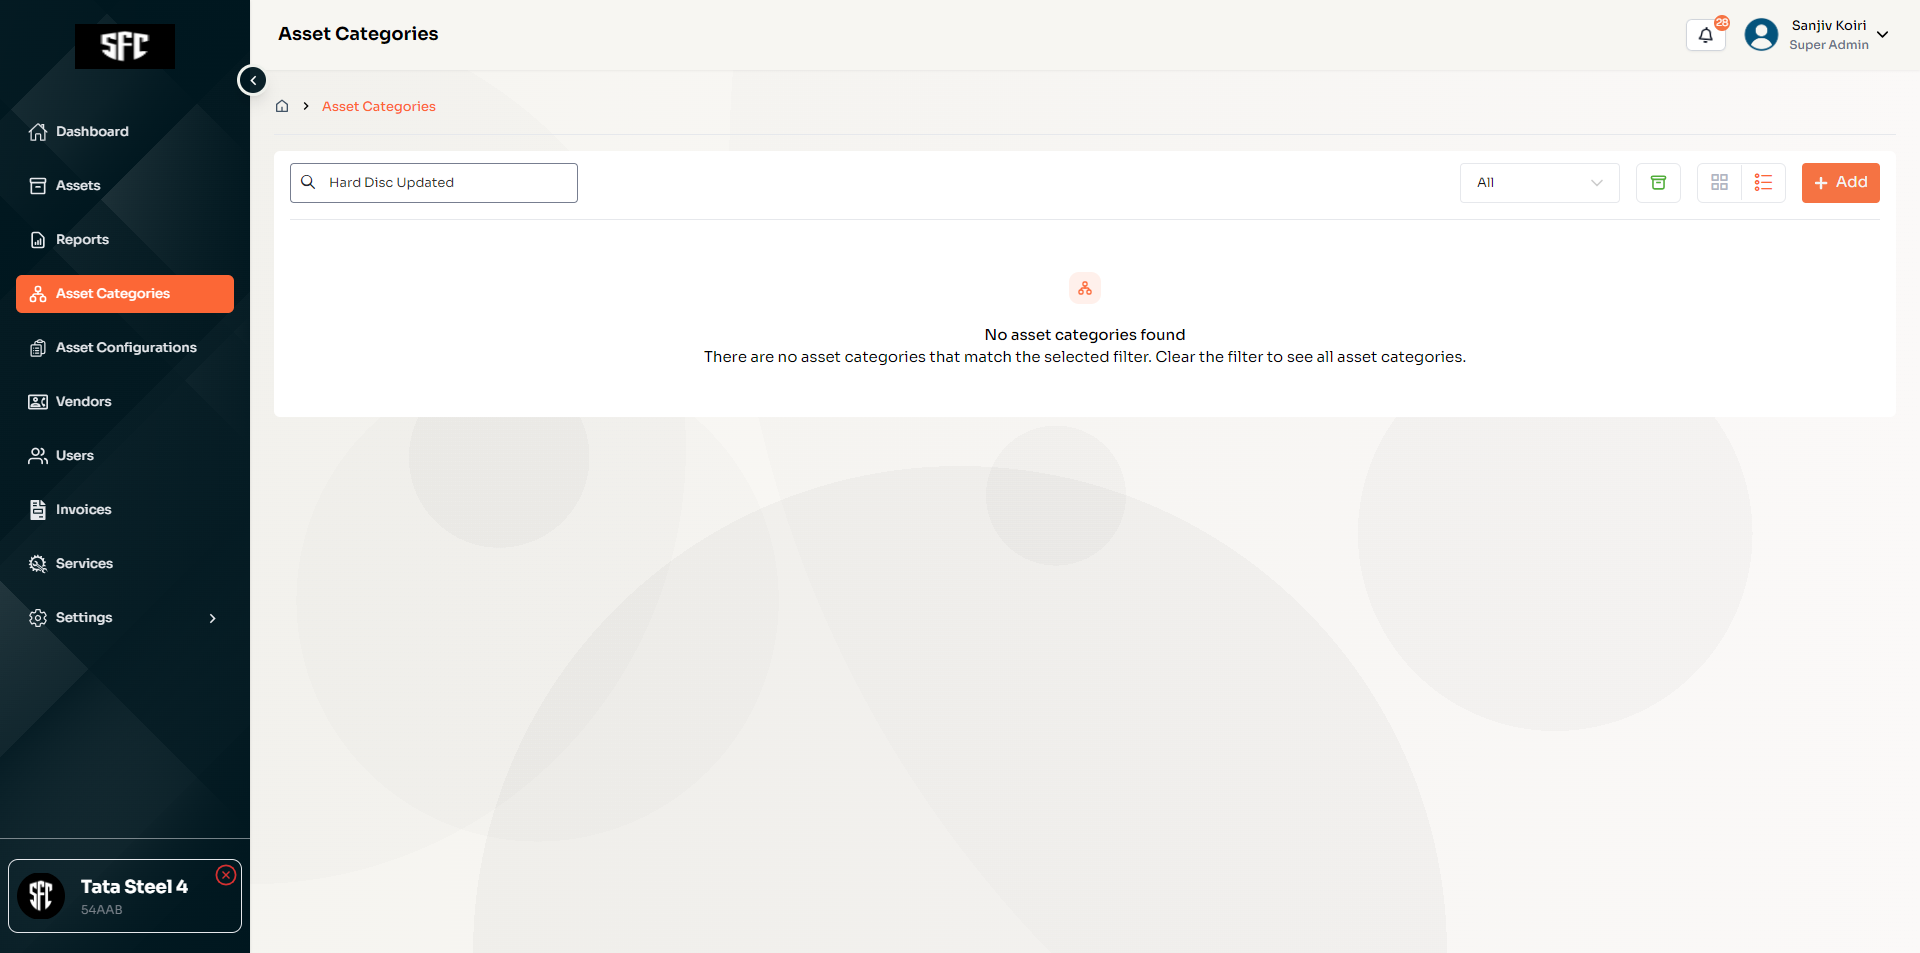 SFC
Dashboard
Assets
Reports
Asset Categories
Asset Configurations
Vendors
Users
Invoices
Services
Settings
SFC
Tata Steel 4
54AAB
Asset Categories
28
Sanjiv Koiri
Super Admin
Asset Categories
Hard Disc Updated
All
Add
No asset categories found
There are no asset categories that match the selected filter. Clear the filter to see all asset categories.